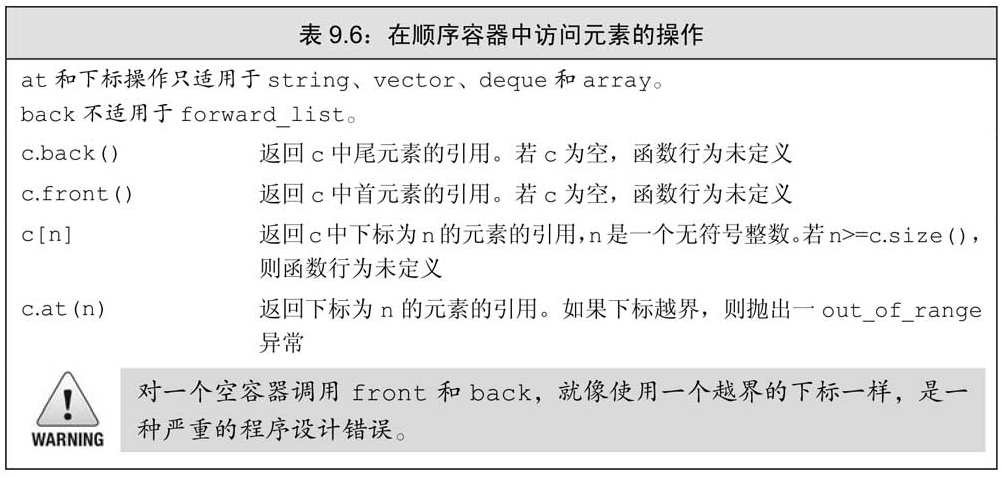 表 9.6：在顺序容器中访问元素的操作
at 和下标操作只适用于 string、vector、deque 和 array。
back 不适用于 forward_list。
c.back() 返回 c 中尾元素的引用。若 c 为空，函数行为未定义
c.front() 返回 c 中首元素的引用。若 c 为空，函数行为未定义
c[n] 返回 c 中下标为 n 的元素的引用，n 是一个无符号整数。若 n>=c.size()，
则函数行为未定义
c.at(n) 返回下标为 n 的元素的引用。如果下标越界，则抛出一 out_of_range
异常
对一个空容器调用 front 和 back，就像使用一个越界的下标一样，是一
种严重的程序设计错误。
WARNING